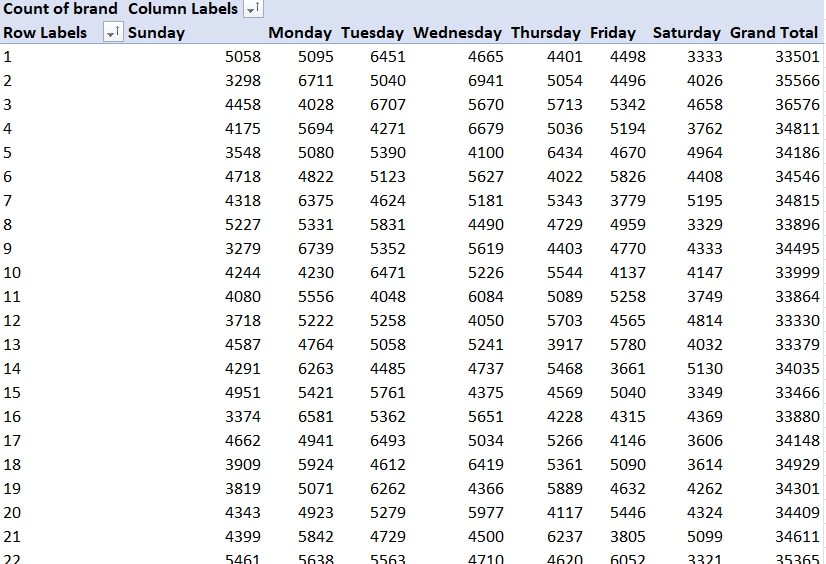 Count of brand Column Labels
Row Labels Sunday Monday Tuesday Wednesday Thursday Friday Saturday Grand Total
1 5058 5095 6451 4665 4401 4498 3333 33501
2 3298 6711 5040 6941 5054 4496 4026 35566
3 4458 4028 6707 5670 5713 5342 4658 36576
4 4175 5694 4271 6679 5036 5194 3762 34811
5 3548 5080 5390 4100 6434 4670 4964 34186
6 4718 4822 5123 5627 4022 5826 4408 34546
7 4318 6375 4624 5181 5343 3779 5195 34815
8 5227 5331 5831 4490 4729 4959 3329 33896
9 3279 6739 5352 5619 4403 4770 4333 34495
10 4244 4230 6471 5226 5544 4137 4147 33999
11 4080 5556 4048 6084 5089 5258 3749 33864
12 3718 5222 5258 4050 5703 4565 4814 33330
13 4587 4764 5058 5241 3917 5780 4032 33379
14 4291 6263 4485 4737 5468 3661 5130 34035
15 4951 5421 5761 4375 4569 5040 3349 33466
16 3374 6581 5362 5651 4228 4315 4369 33880
17 4662 4941 6493 5034 5266 4146 3606 34148
18 3909 5924 4612 6419 5361 5090 3614 34929
19 3819 5071 6262 4366 5889 4632 4262 34301
20 4343 4923 5279 5977 4117 5446 4324 34409
21 4399 5842 4729 4500 6237 3805 5099 34611
22 5461 5638 5563 4710 4620 6052 3321 35365